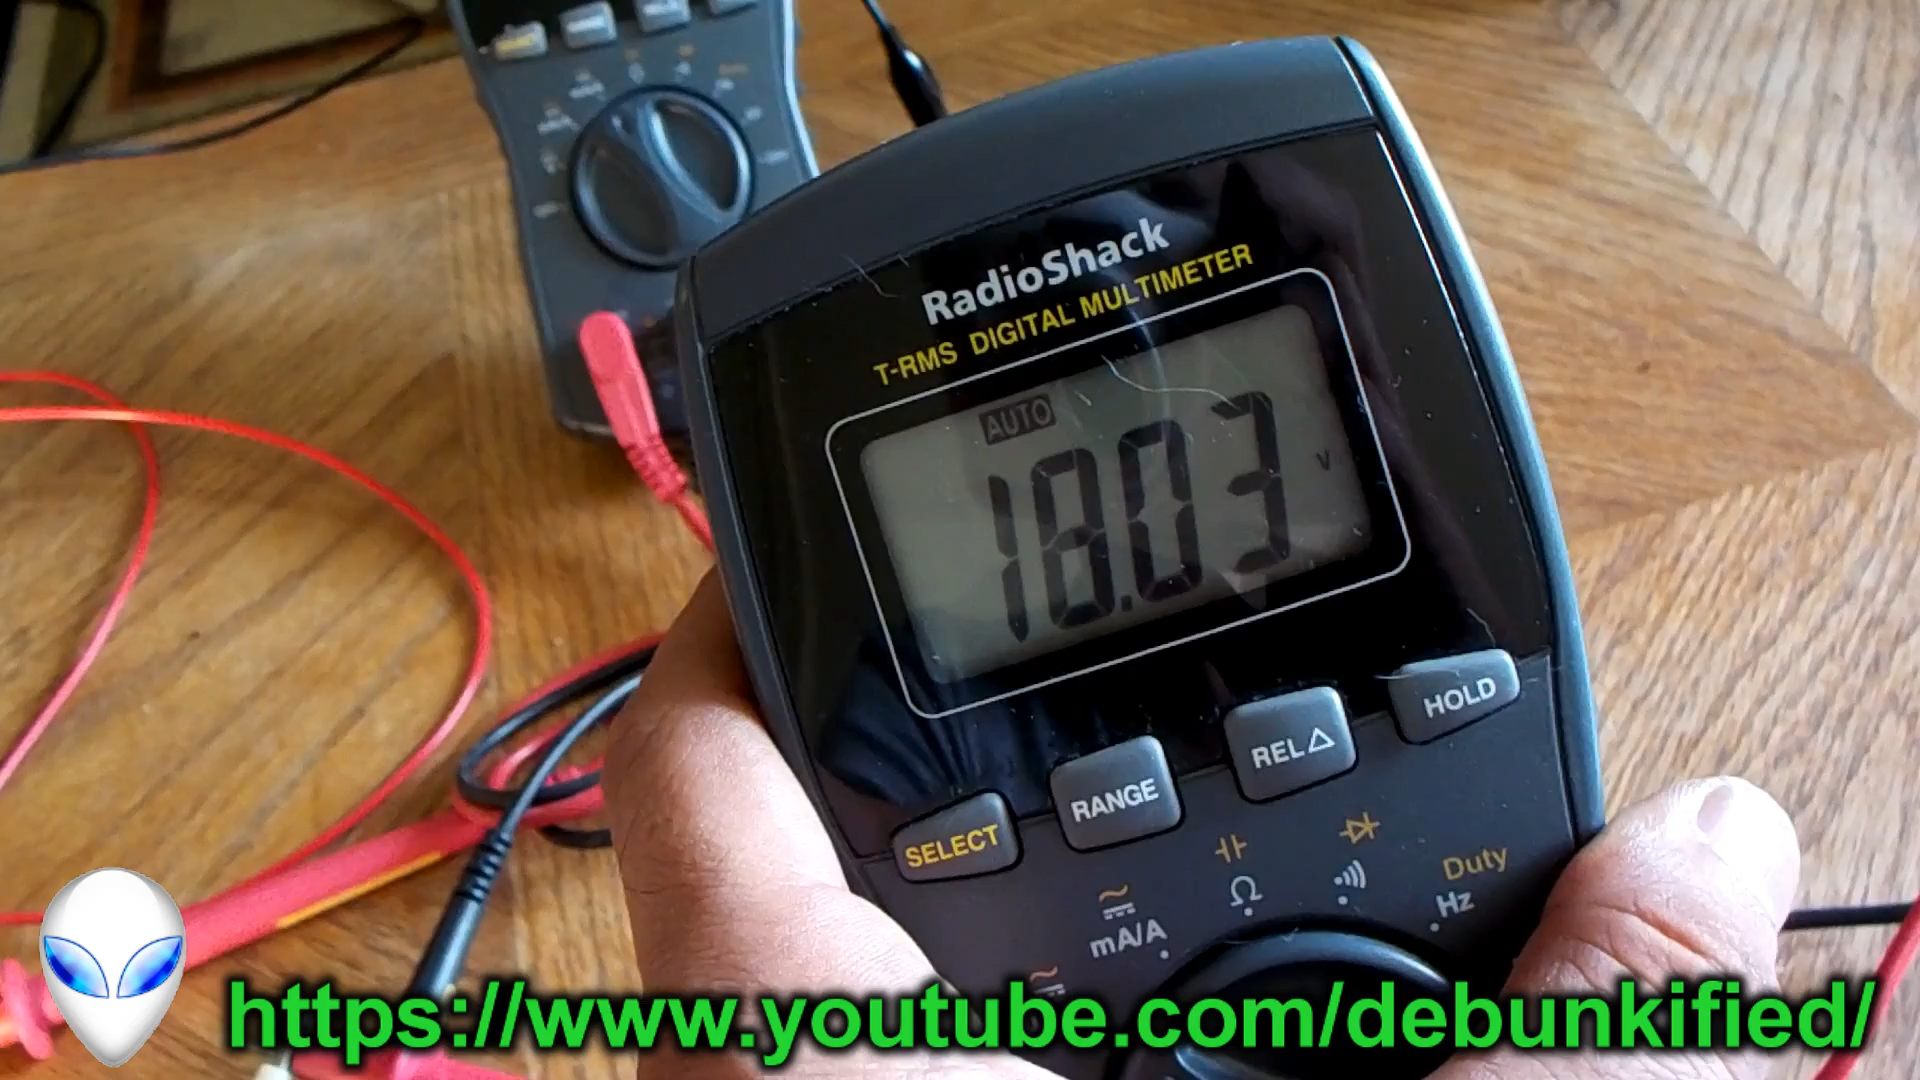 RadioShack
T-RMS DIGITAL MULTIMETER
AUTO
18.03 v
HOLD
REL△
RANGE
SELECT
Duty
Hz
Ω
mA/A
https://www.youtube.com/debunkified/